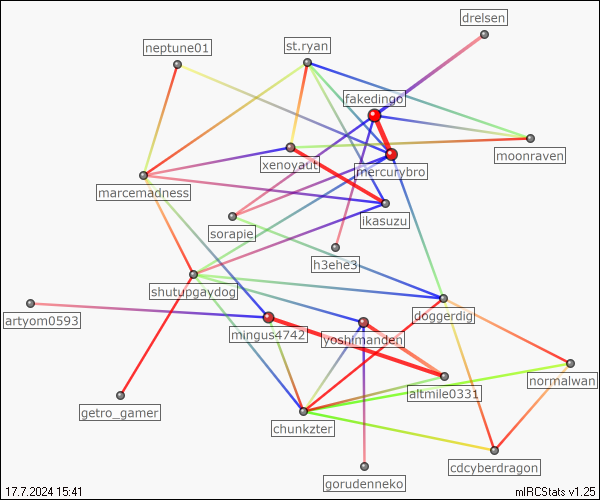 drelsen
neptune01
st.ryan
fakedingo
xenoyaut
moonraven
mercurybro
marcemadness
ikasuzu
sorapie
h3ehe3
shutupgaydog
doggerdig
artyom0593
mingus4742
yoshimanden
normalwan
altmile0331
getro_gamer
chunkzter
cdcyberdragon
gorudenneko
17.7.2024 15:41
mIRCStats v1.25